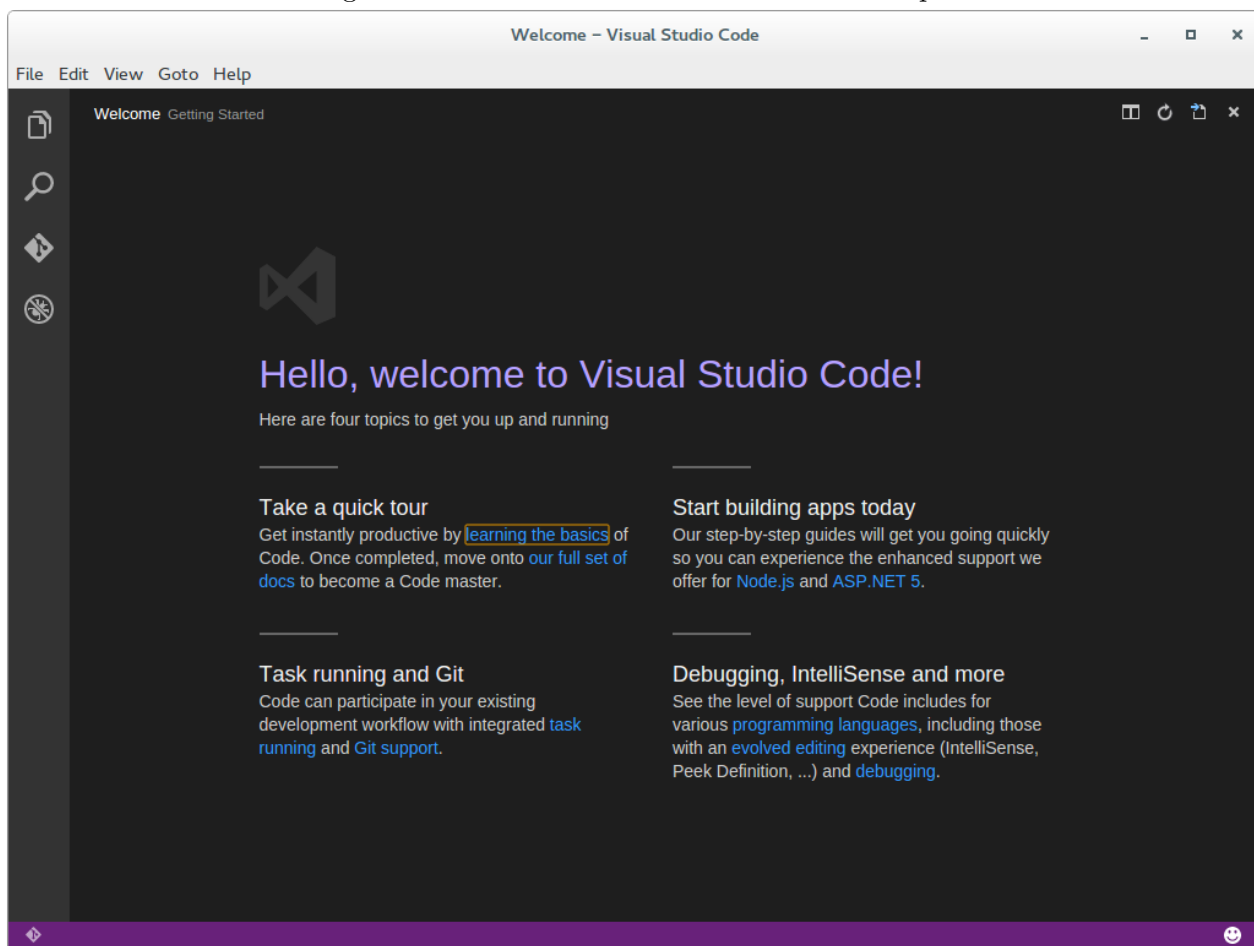 Welcome – Visual Studio Code
File Edit View Goto Help
Welcome Getting Started
Hello, welcome to Visual Studio Code!
Here are four topics to get you up and running
Take a quick tour
Get instantly productive by learning the basics of
Code. Once completed, move onto our full set of
docs to become a Code master.
Start building apps today
Our step-by-step guides will get you going quickly
so you can experience the enhanced support we
offer for Node.js and ASP.NET 5.
Task running and Git
Code can participate in your existing
development workflow with integrated task
running and Git support.
Debugging, IntelliSense and more
See the level of support Code includes for
various programming languages, including those
with an evolved editing experience (IntelliSense,
Peek Definition, ...) and debugging.